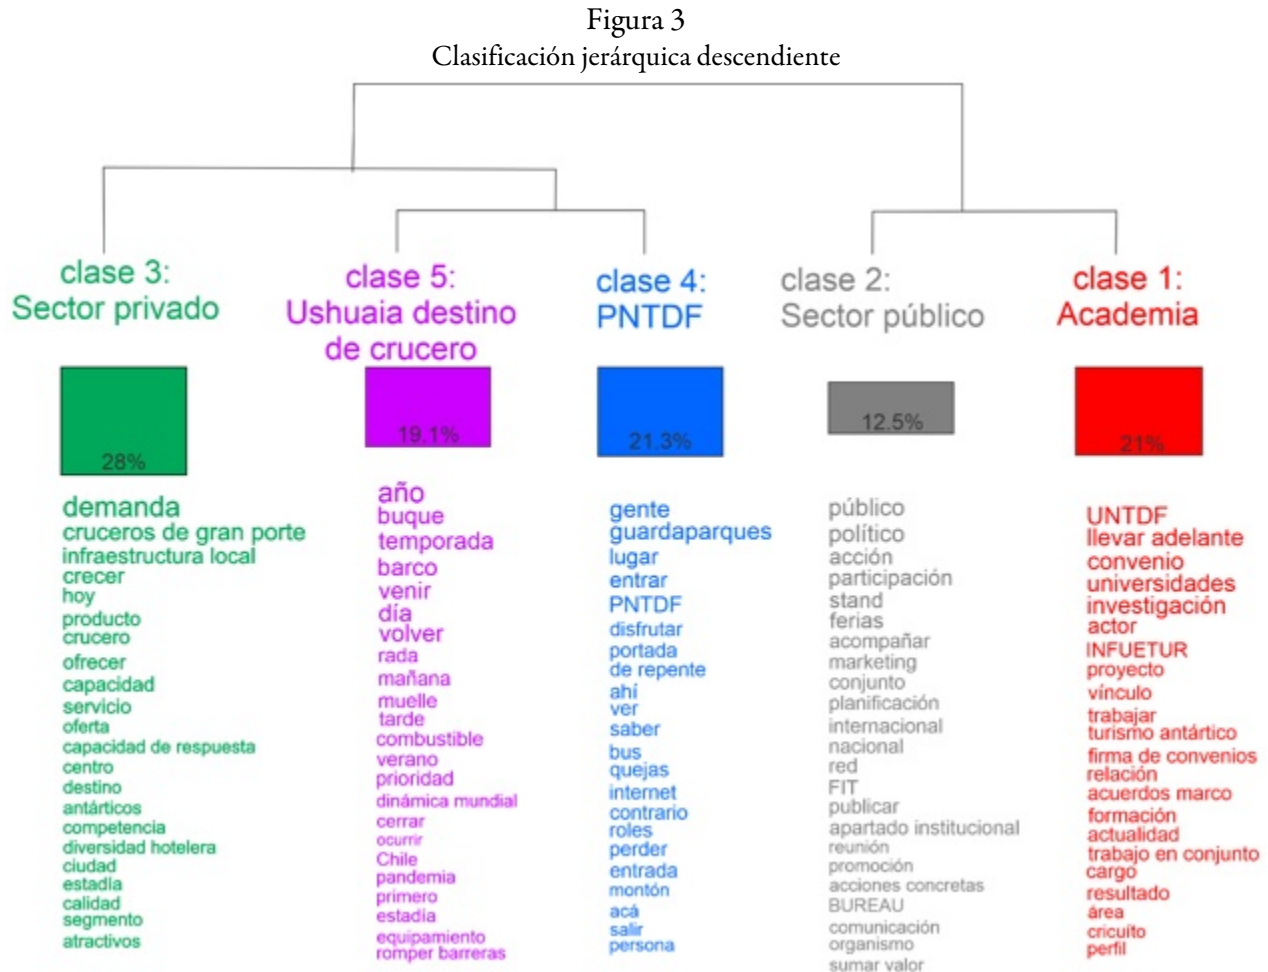 Figura 3
Clasificación jerárquica descendiente
clase 3:
Sector privado
28%
demanda
cruceros de gran porte
infraestructura local
crecer
hoy
producto
crucero
ofrecer
capacidad
servicio
oferta
capacidad de respuesta
centro
destino
antárticos
competencia
diversidad hotelera
ciudad
estadía
calidad
segmento
atractivos
clase 5:
Ushuaia destino
de crucero
19.1%
año
buque
temporada
barco
venir
día
volver
rada
mañana
muelle
tarde
combustible
verano
prioridad
dinámica mundial
cerrar
ocurrir
Chile
pandemia
primero
estadía
equipamiento
romper barreras
clase 4:
PNTDF
21.3%
gente
guardaparques
lugar
entrar
PNTDF
disfrutar
portada
de repente
ahí
ver
saber
bus
quejas
internet
contrario
roles
perder
entrada
montón
acá
salir
persona
clase 2:
Sector público
12.5%
público
político
acción
participación
stand
ferias
acompañar
marketing
conjunto
planificación
internacional
nacional
red
FIT
publicar
apartado institucional
reunión
promoción
acciones concretas
BUREAU
comunicación
organismo
sumar valor
clase 1:
Academia
21%
UNTDF
llevar adelante
convenio
universidades
investigación
actor
INFUETUR
proyecto
vínculo
trabajar
turismo antártico
firma de convenios
relación
acuerdos marco
formación
actualidad
trabajo en conjunto
cargo
resultado
área
cricuíto
perfil